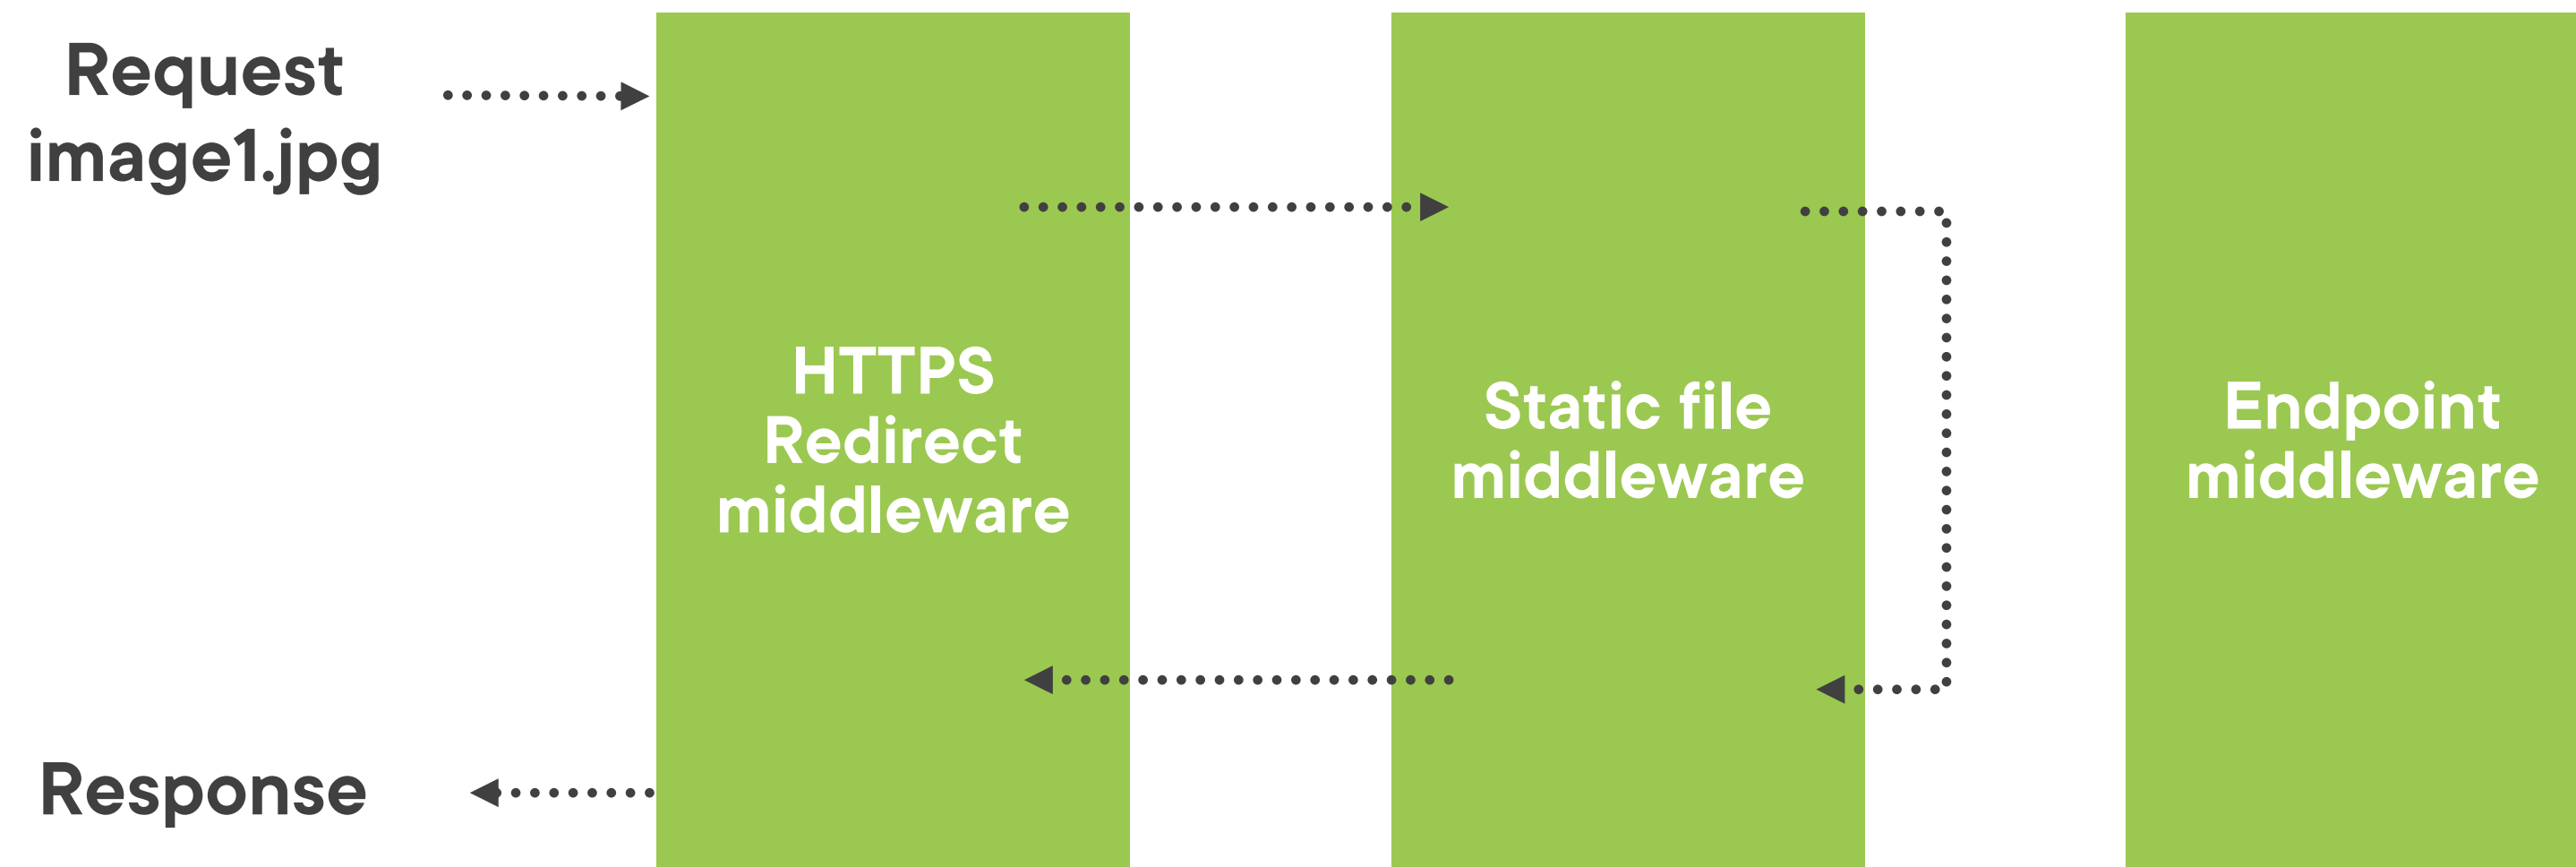 Request
image1.jpg
HTTPS
Redirect
middleware
Static file
middleware
Endpoint
middleware
Response